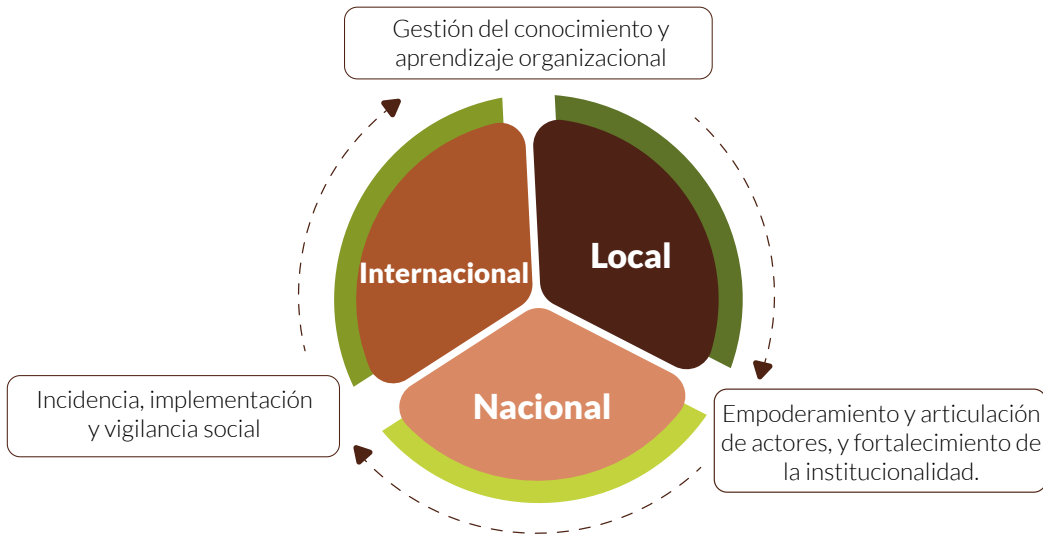 Gestión del conocimiento y
aprendizaje organizacional
Local
Internacional
Nacional
Incidencia, implementación
y vigilancia social
Empoderamiento y articulación
de actores, y fortalecimiento de
la institucionalidad.